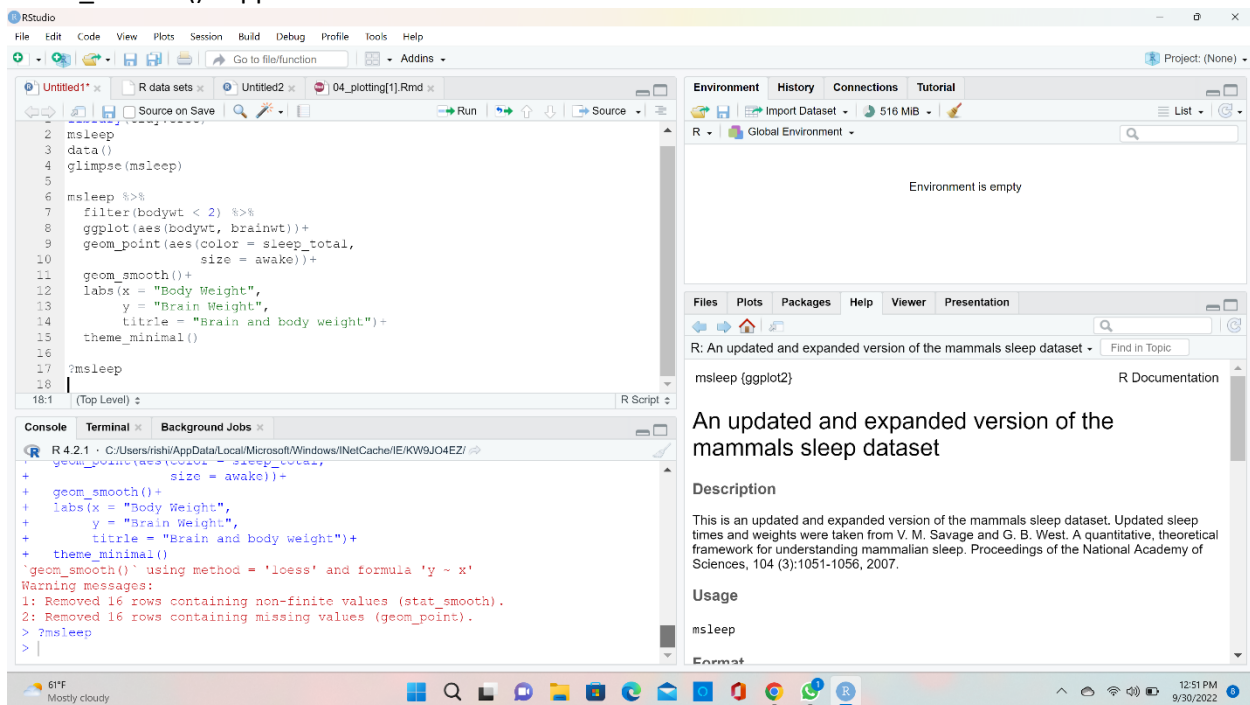 RStudio
File Edit Code View Plots Session Build Debug Profile Tools Help
Go to file/function Addins
Project: (None)
Untitled1* R data sets Untitled2 04_plotting[1].Rmd
Source on Save Run Source
2 msleep
3 data()
4 glimpse(msleep)
5
6 msleep %>%
7 filter(bodywt < 2) %>%
8 ggplot(aes(bodywt, brainwt))+
9 geom_point(aes(color = sleep_total,
10 size = awake))+
11 geom_smooth()+
12 labs(x = "Body Weight",
13 y = "Brain Weight",
14 titrle = "Brain and body weight")+
15 theme_minimal()
16
17 ?msleep
18
18:1 (Top Level) R Script
Console Terminal Background Jobs
R 4.2.1 · C:/Users/rishi/AppData/Local/Microsoft/Windows/INetCache/IE/KW9JO4EZ/
+ geom_point(aes(color = sleep_total,
+ size = awake))+
+ geom_smooth()+
+ labs(x = "Body Weight",
+ y = "Brain Weight",
+ titrle = "Brain and body weight")+
+ theme_minimal()
`geom_smooth()` using method = 'loess' and formula 'y ~ x'
Warning messages:
1: Removed 16 rows containing non-finite values (stat_smooth).
2: Removed 16 rows containing missing values (geom_point).
> ?msleep
>
Environment History Connections Tutorial
Import Dataset 516 MiB List
R Global Environment
Environment is empty
Files Plots Packages Help Viewer Presentation
R: An updated and expanded version of the mammals sleep dataset Find in Topic
msleep {ggplot2} R Documentation
An updated and expanded version of the
mammals sleep dataset
Description
This is an updated and expanded version of the mammals sleep dataset. Updated sleep
times and weights were taken from V. M. Savage and G. B. West. A quantitative, theoretical
framework for understanding mammalian sleep. Proceedings of the National Academy of
Sciences, 104 (3):1051-1056, 2007.
Usage
msleep
Format
61°F
Mostly cloudy
1
12:51 PM
9/30/2022
8